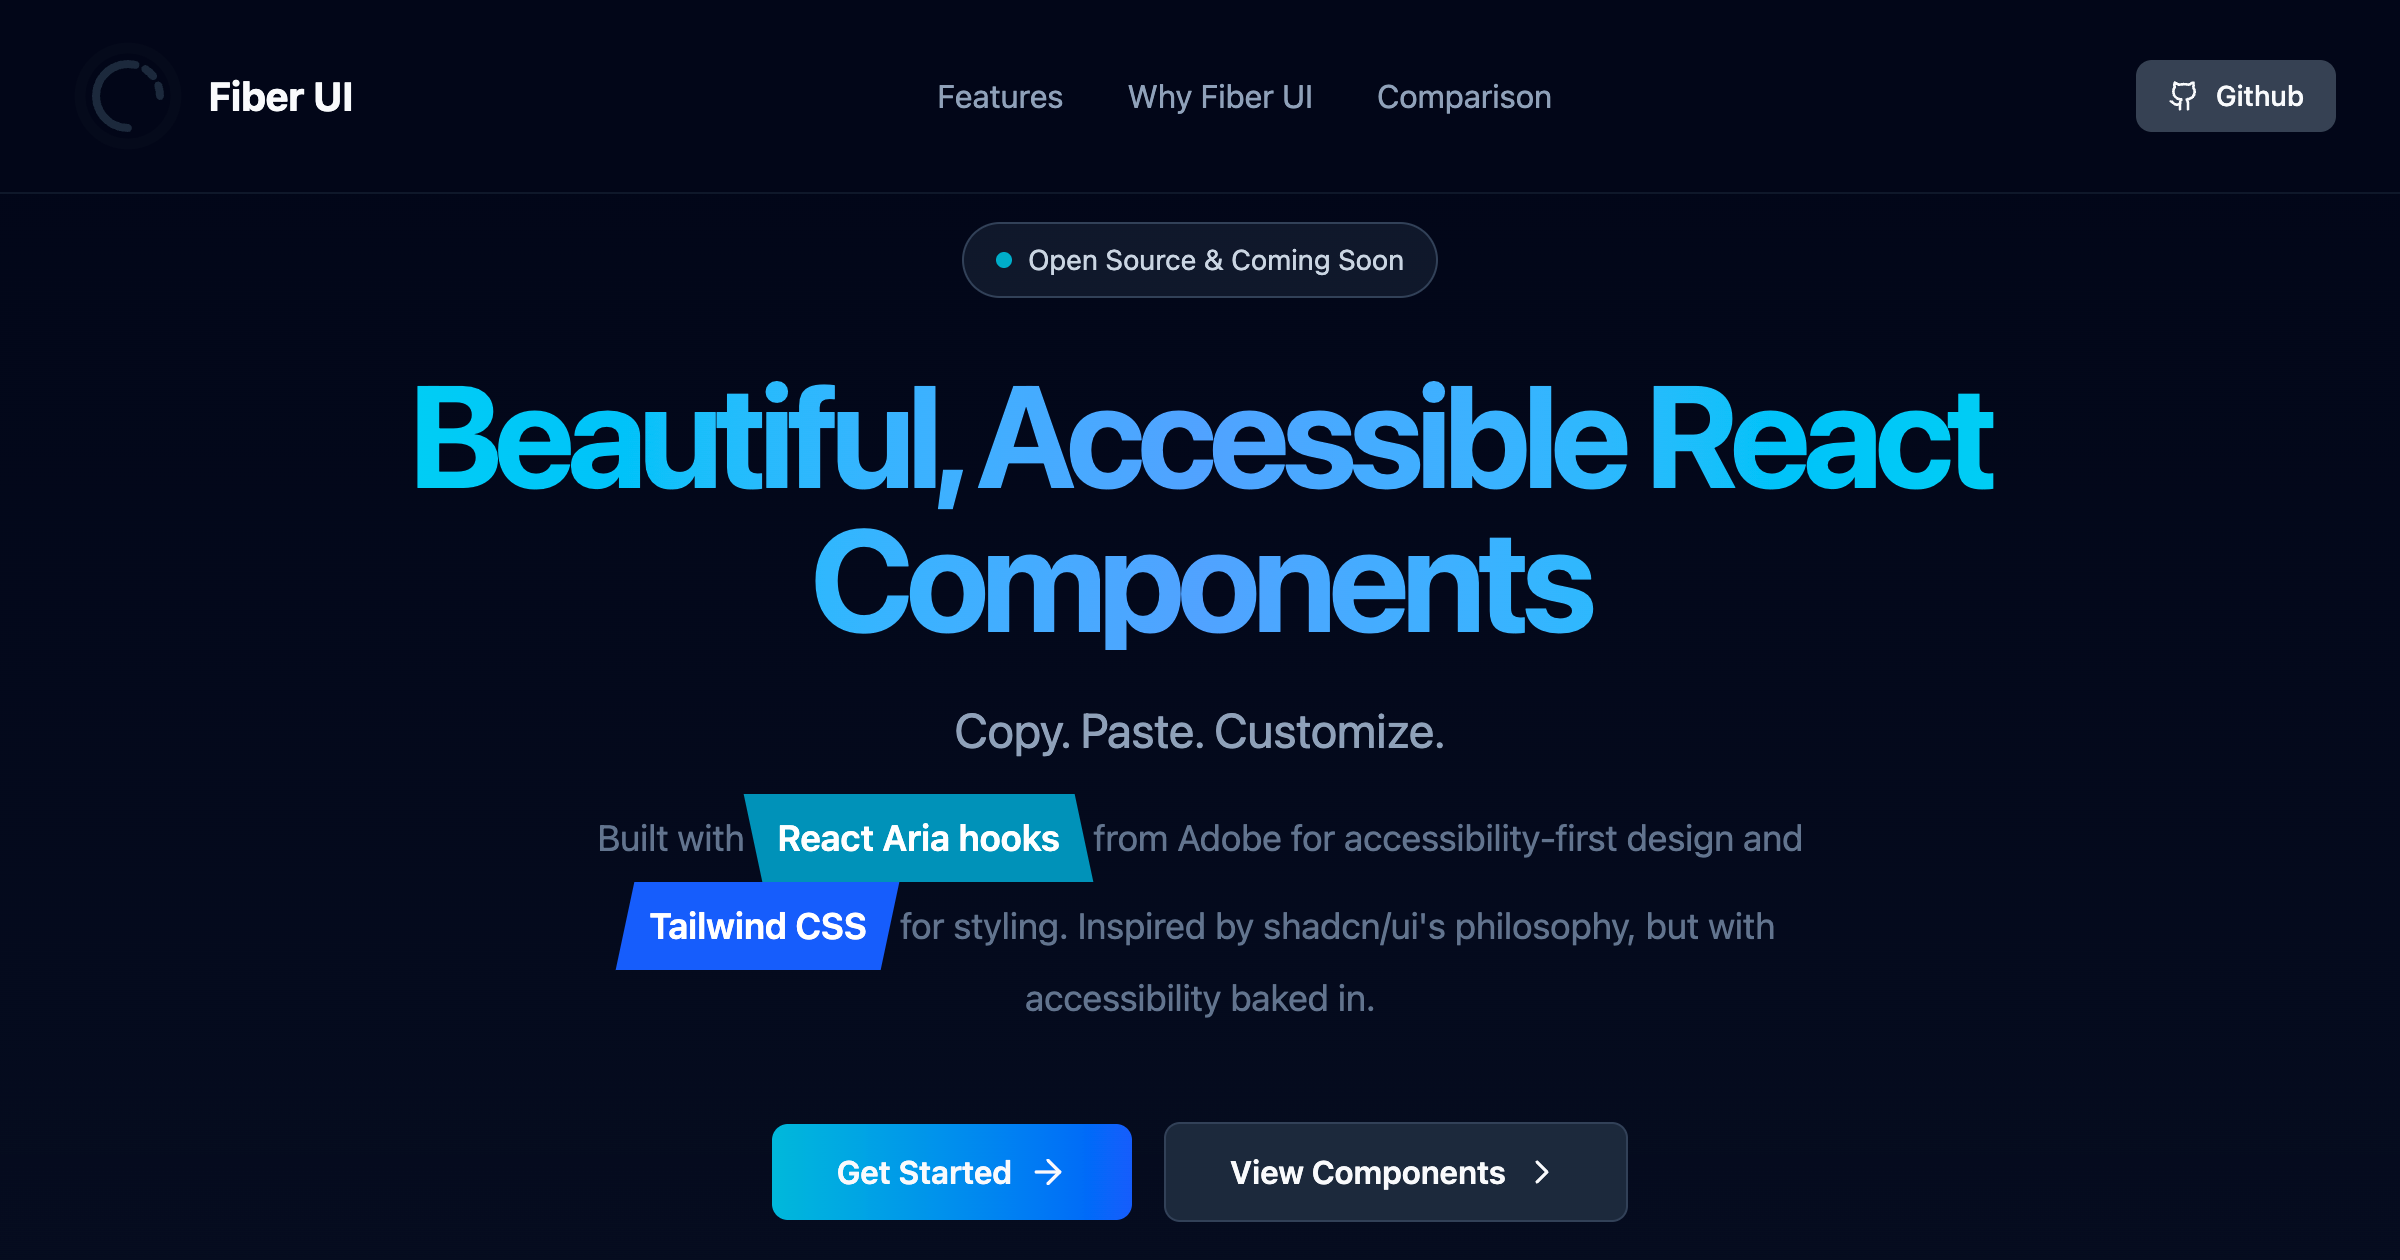 Fiber UI
Features
Why Fiber UI
Comparison
Github
Open Source & Coming Soon
Beautiful, Accessible React
Components
Copy. Paste. Customize.
Built with React Aria hooks from Adobe for accessibility-first design and
Tailwind CSS for styling. Inspired by shadcn/ui's philosophy, but with
accessibility baked in.
Get Started
View Components